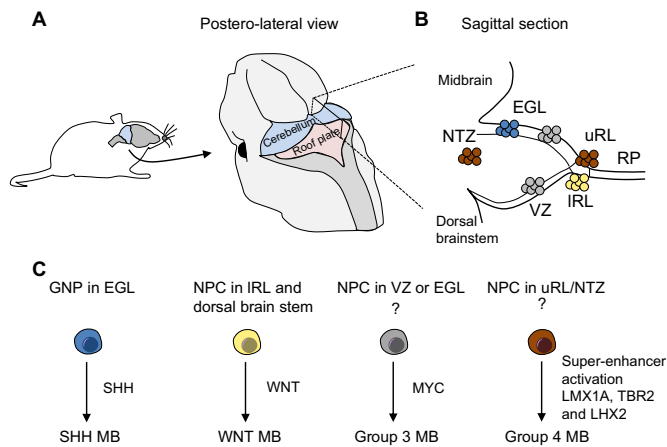 A
Postero-lateral view
B
Sagittal section
Midbrain
EGL
NTZ
uRL
RP
Cerebellum
Roof plate
VZ
lRL
Dorsal
brainstem
C
GNP in EGL
NPC in lRL and
dorsal brain stem
NPC in VZ or EGL
?
NPC in uRL/NTZ
?
SHH
WNT
MYC
Super-enhancer
activation
LMX1A, TBR2
and LHX2
SHH MB
WNT MB
Group 3 MB
Group 4 MB